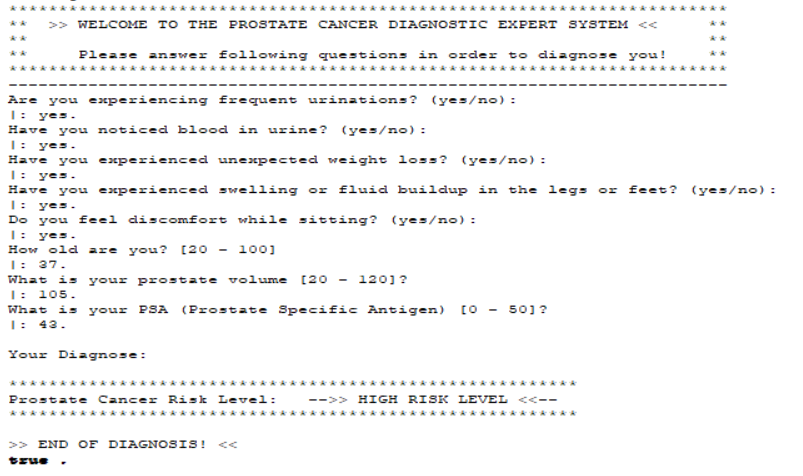 ************************************************************************
** >> WELCOME TO THE PROSTATE CANCER DIAGNOSTIC EXPERT SYSTEM << **
** **
** Please answer following questions in order to diagnose you! **
************************************************************************
------------------------------------------------------------------------
Are you experiencing frequent urinations? (yes/no):
|: yes.
Have you noticed blood in urine? (yes/no):
|: yes.
Have you experienced unexpected weight loss? (yes/no):
|: yes.
Have you experienced swelling or fluid buildup in the legs or feet? (yes/no):
|: yes.
Do you feel discomfort while sitting? (yes/no):
|: yes.
How old are you? [20 - 100]
|: 37.
What is your prostate volume [20 - 120]?
|: 105.
What is your PSA (Prostate Specific Antigen) [0 - 50]?
|: 43.
Your Diagnose:
*********************************************************
Prostate Cancer Risk Level: -->> HIGH RISK LEVEL <<--
*********************************************************
>> END OF DIAGNOSIS! <<
true .